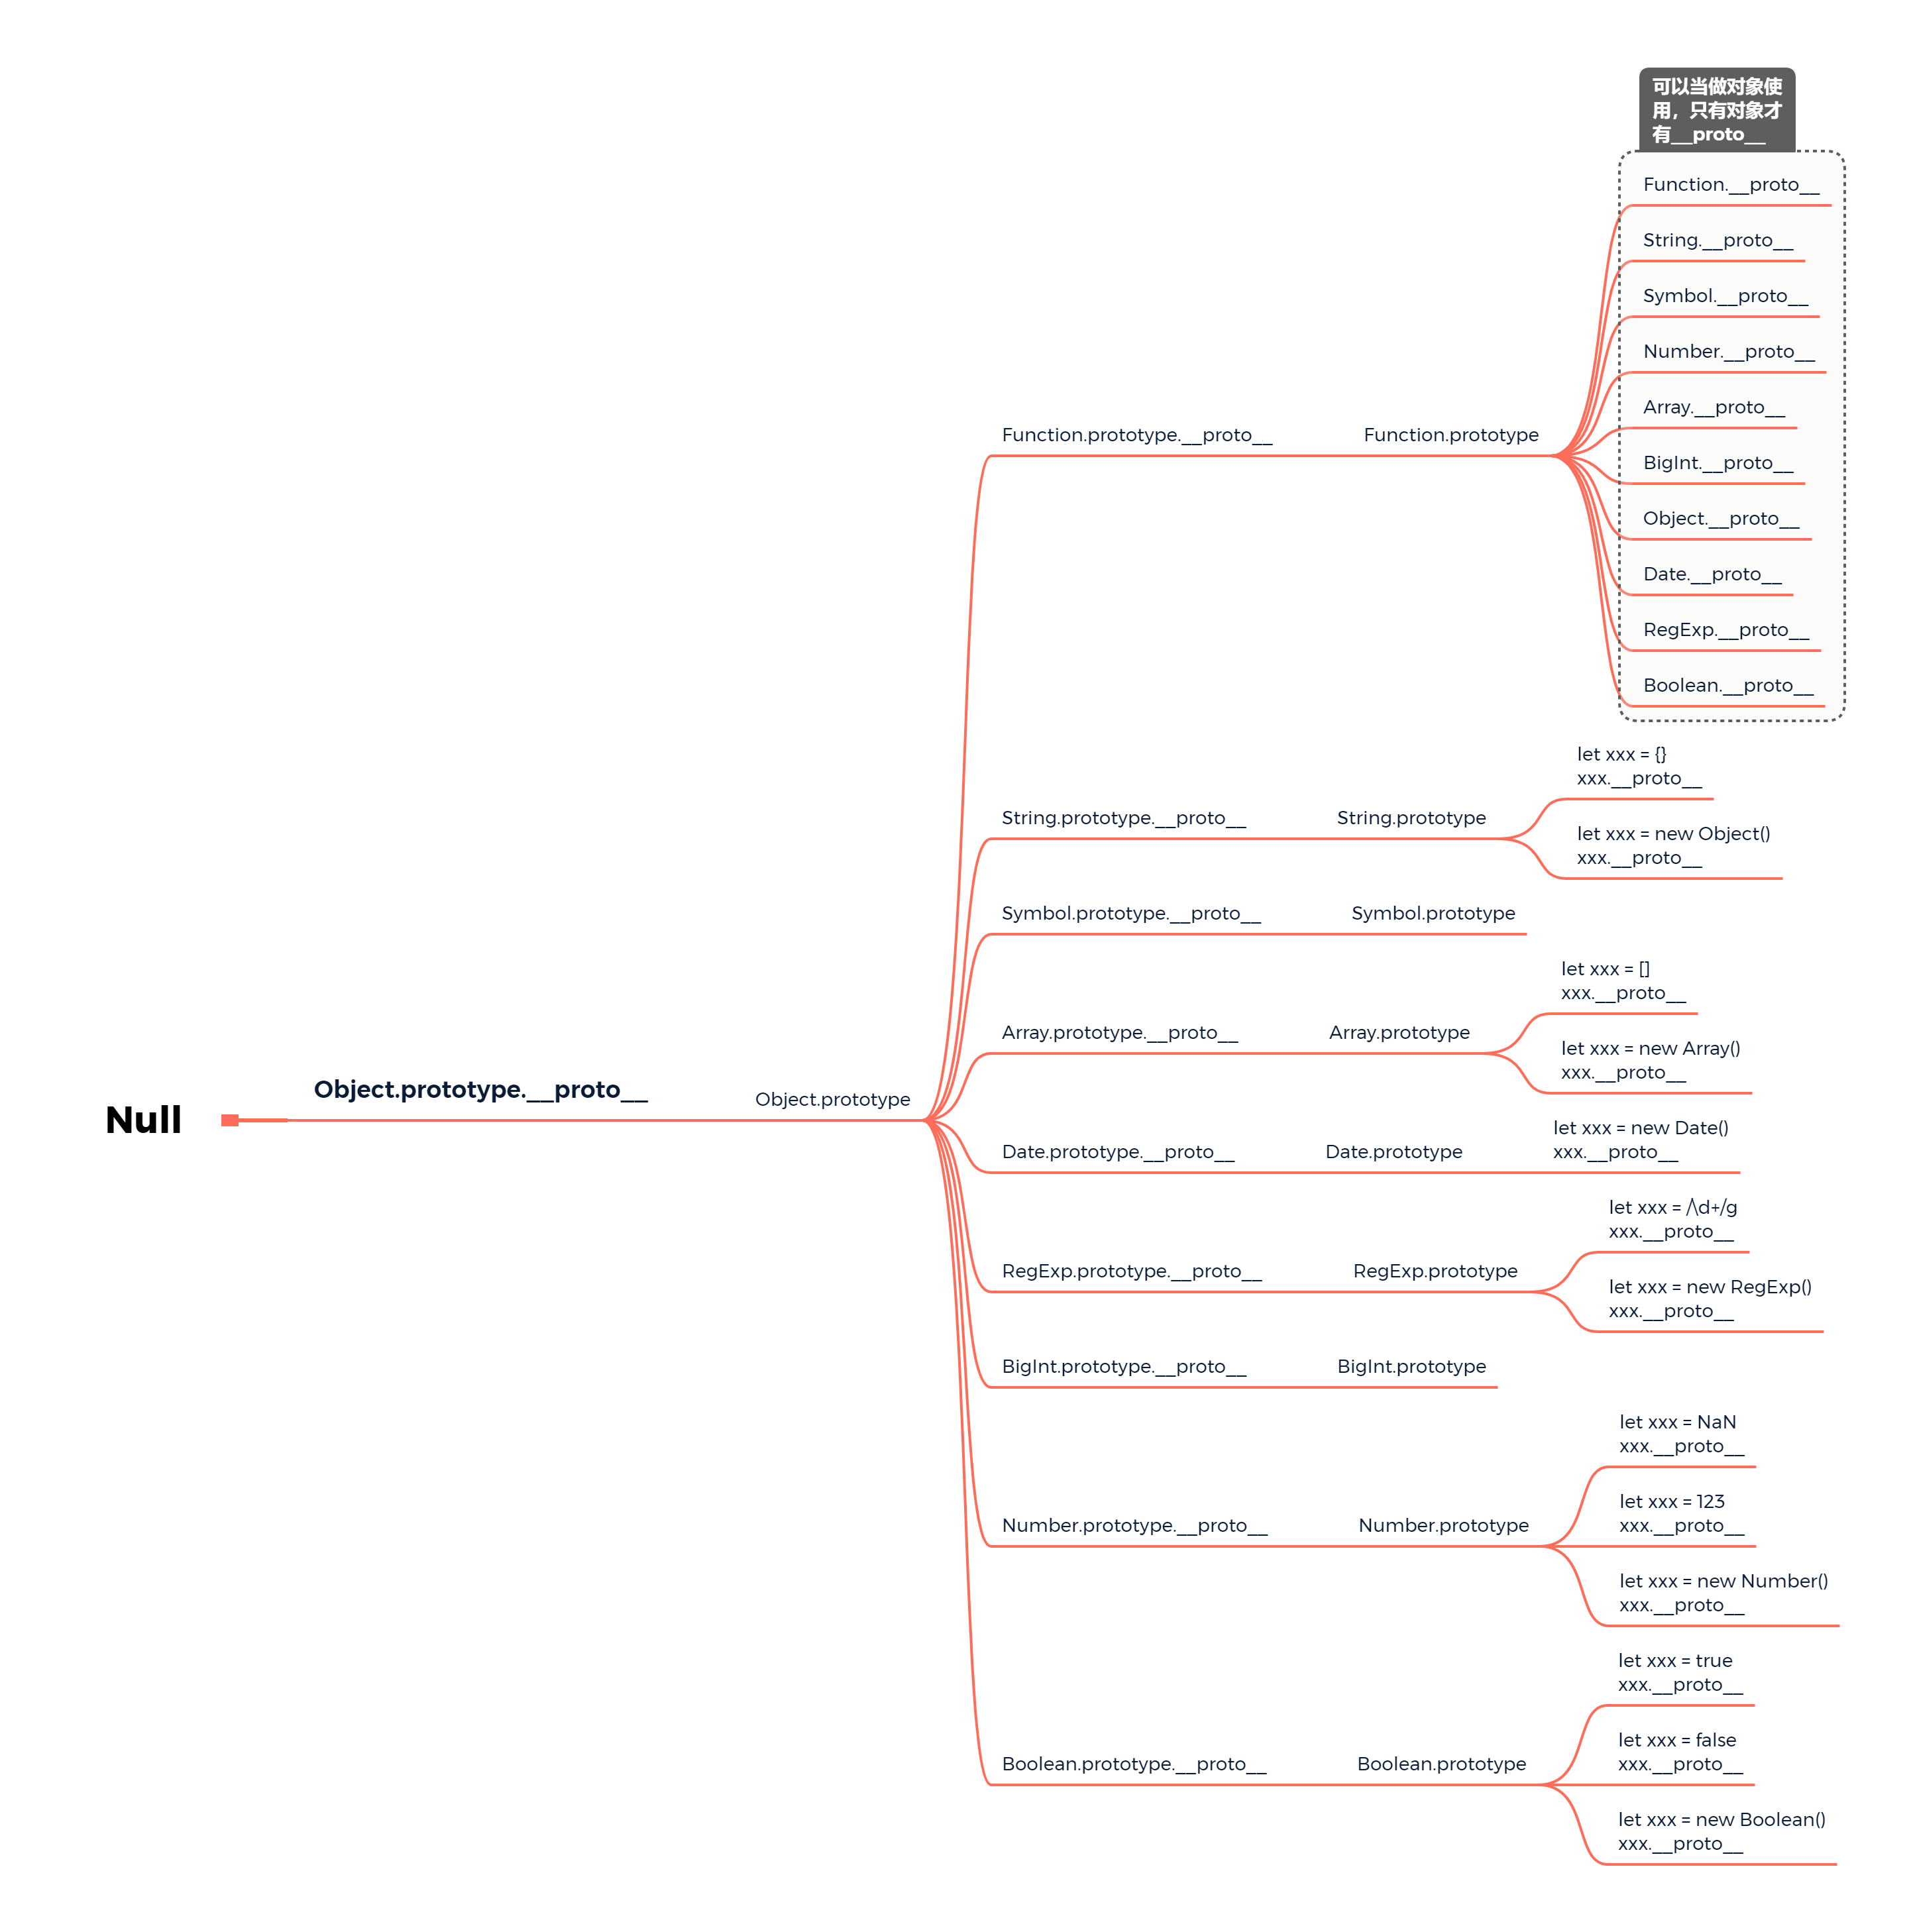 可以当做对象使
用，只有对象才
有__proto__
Function.__proto__
String.__proto__
Symbol.__proto__
Number.__proto__
Array.__proto__
Function.prototype.__proto__
Function.prototype
BigInt.__proto__
Object.__proto__
Date.__proto__
RegExp.__proto__
Boolean.__proto__
let xxx = {}
xxx.__proto__
String.prototype.__proto__
String.prototype
let xxx = new Object()
xxx.__proto__
Symbol.prototype.__proto__
Symbol.prototype
let xxx = []
xxx.__proto__
Array.prototype.__proto__
Array.prototype
let xxx = new Array()
xxx.__proto__
Null
Object.prototype.__proto__
Object.prototype
Date.prototype.__proto__
Date.prototype
let xxx = new Date()
xxx.__proto__
let xxx = /\d+/g
xxx.__proto__
RegExp.prototype.__proto__
RegExp.prototype
let xxx = new RegExp()
xxx.__proto__
BigInt.prototype.__proto__
BigInt.prototype
let xxx = NaN
xxx.__proto__
let xxx = 123
xxx.__proto__
Number.prototype.__proto__
Number.prototype
let xxx = new Number()
xxx.__proto__
let xxx = true
xxx.__proto__
let xxx = false
xxx.__proto__
Boolean.prototype.__proto__
Boolean.prototype
let xxx = new Boolean()
xxx.__proto__